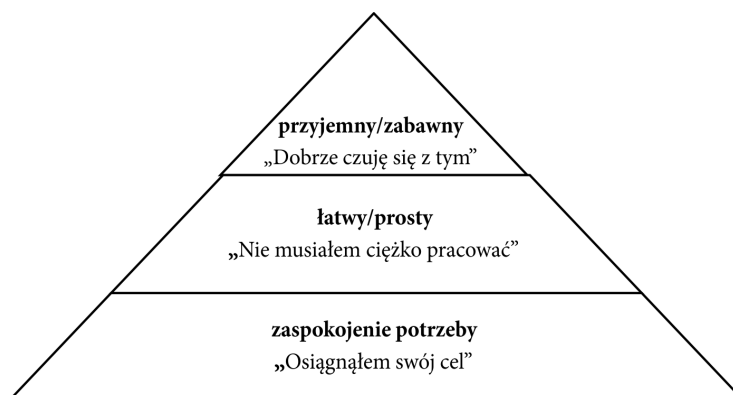 przyjemny/zabawny
„Dobrze czuję się z tym”
łatwy/prosty
„Nie musiałem ciężko pracować”
zaspokojenie potrzeby
„Osiągnąłem swój cel”